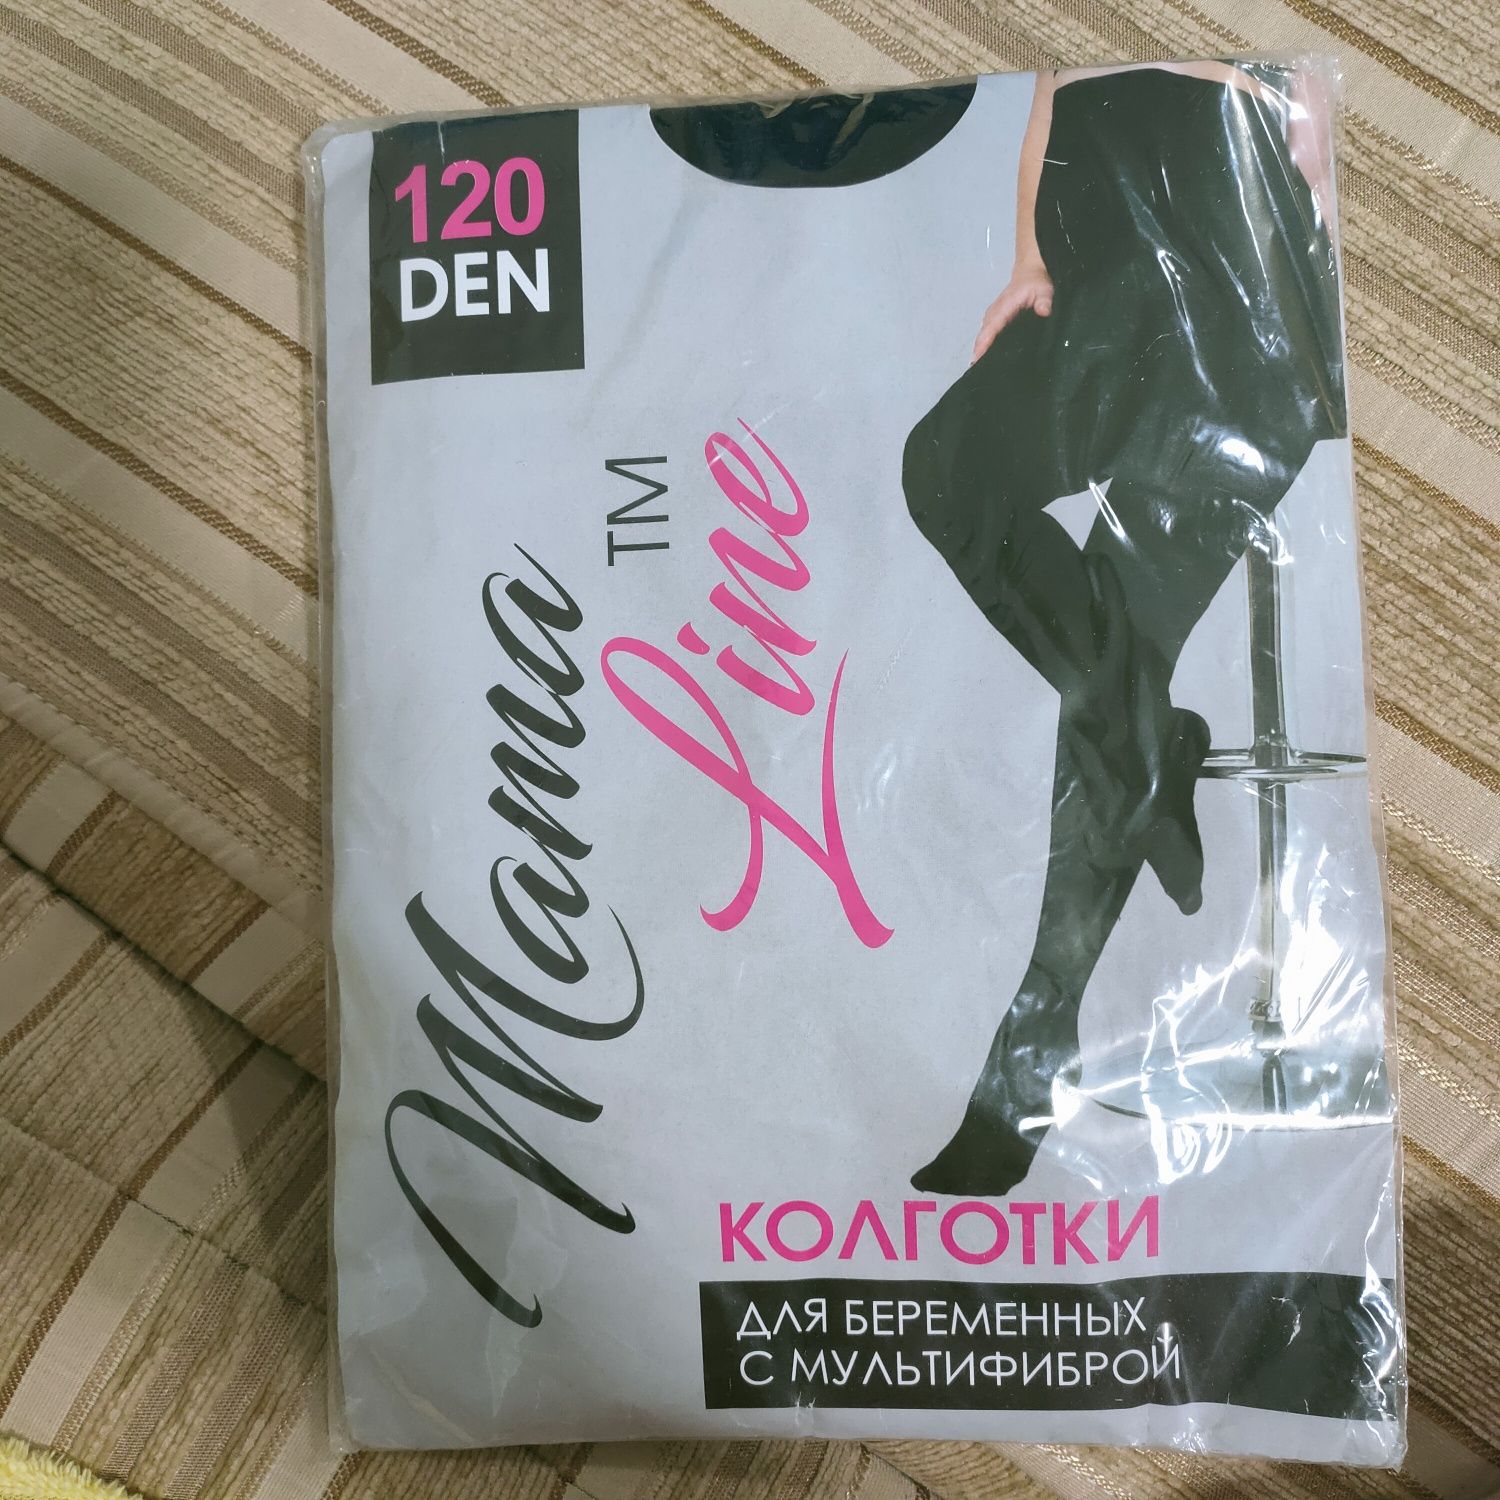 120
DEN
Mama
TM
Line
КОЛГОТКИ
ДЛЯ БЕРЕМЕННЫХ
С МУЛЬТИФИБРОЙ